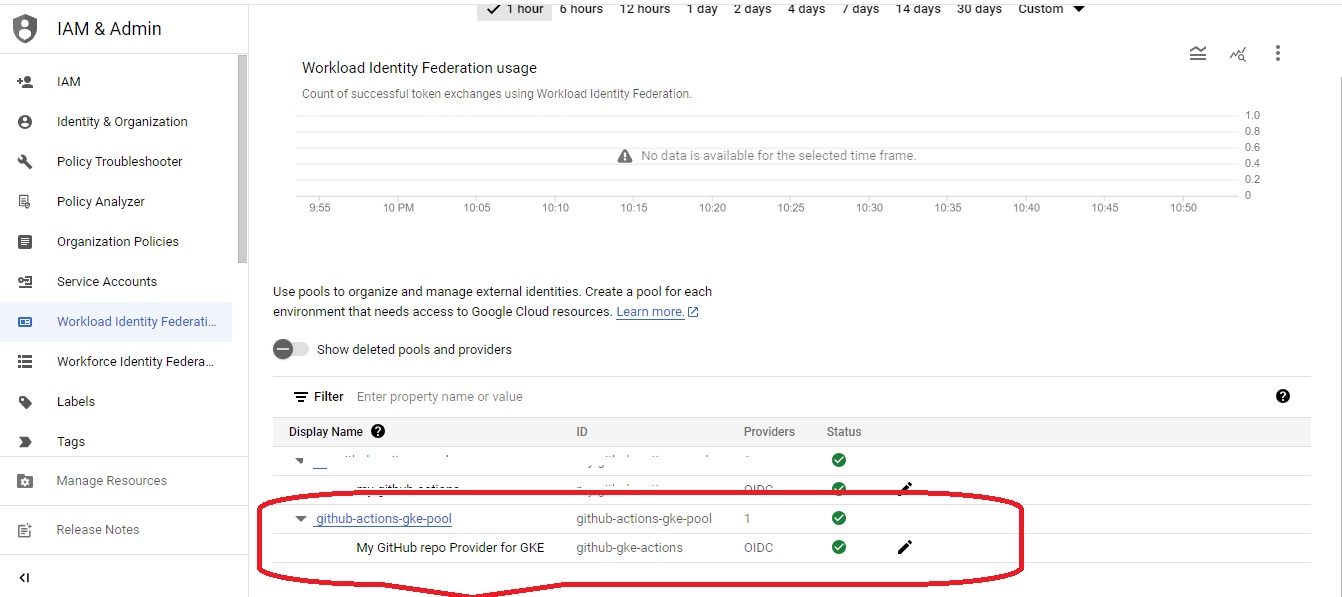 IAM & Admin
1 hour 6 hours 12 hours 1 day 2 days 4 days 7 days 14 days 30 days Custom
IAM
Identity & Organization
Policy Troubleshooter
Policy Analyzer
Organization Policies
Service Accounts
Workload Identity Federati...
Workforce Identity Federa...
Labels
Tags
Manage Resources
Release Notes
Workload Identity Federation usage
Count of successful token exchanges using Workload Identity Federation.
No data is available for the selected time frame.
1.0
0.8
0.6
0.4
0.2
0
9:55 10 PM 10:05 10:10 10:15 10:20 10:25 10:30 10:35 10:40 10:45 10:50
Use pools to organize and manage external identities. Create a pool for each
environment that needs access to Google Cloud resources. Learn more.
Show deleted pools and providers
Filter Enter property name or value
Display Name ID Providers Status
my github actions OIDC
github-actions-gke-pool github-actions-gke-pool 1
My GitHub repo Provider for GKE github-gke-actions OIDC